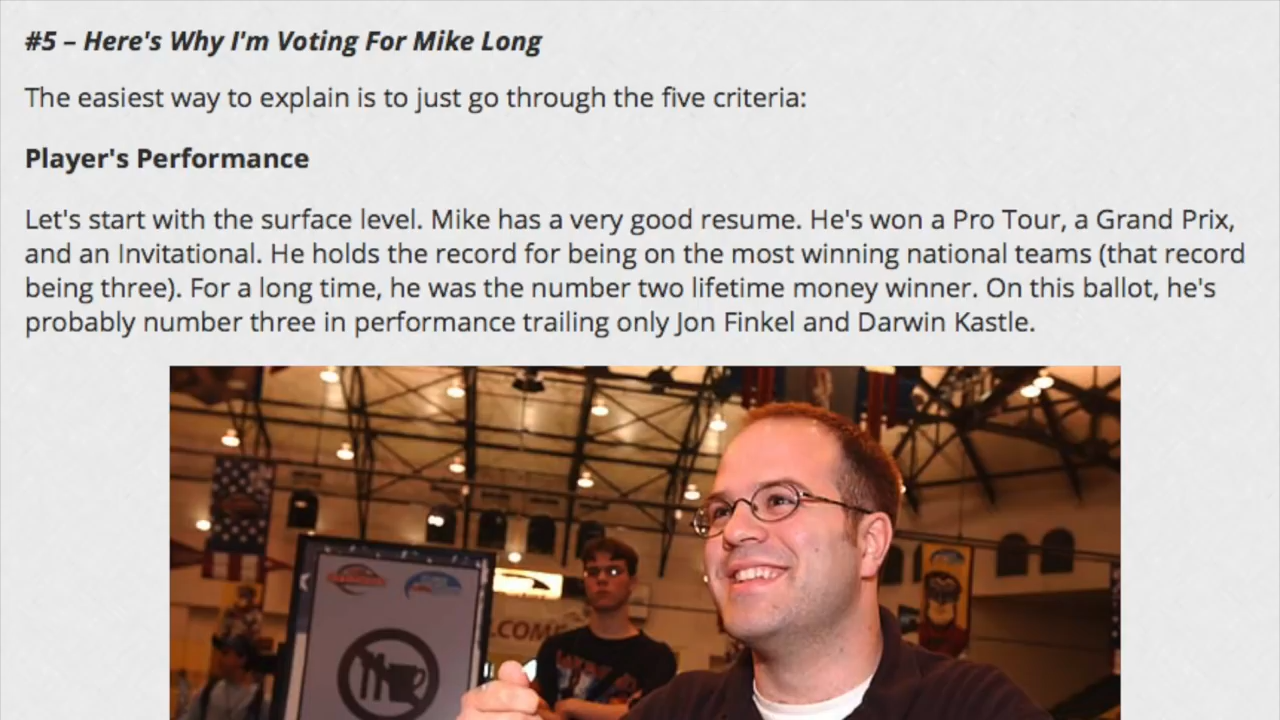 #5 – Here's Why I'm Voting For Mike Long
The easiest way to explain is to just go through the five criteria:
Player's Performance
Let's start with the surface level. Mike has a very good resume. He's won a Pro Tour, a Grand Prix,
and an Invitational. He holds the record for being on the most winning national teams (that record
being three). For a long time, he was the number two lifetime money winner. On this ballot, he's
probably number three in performance trailing only Jon Finkel and Darwin Kastle.